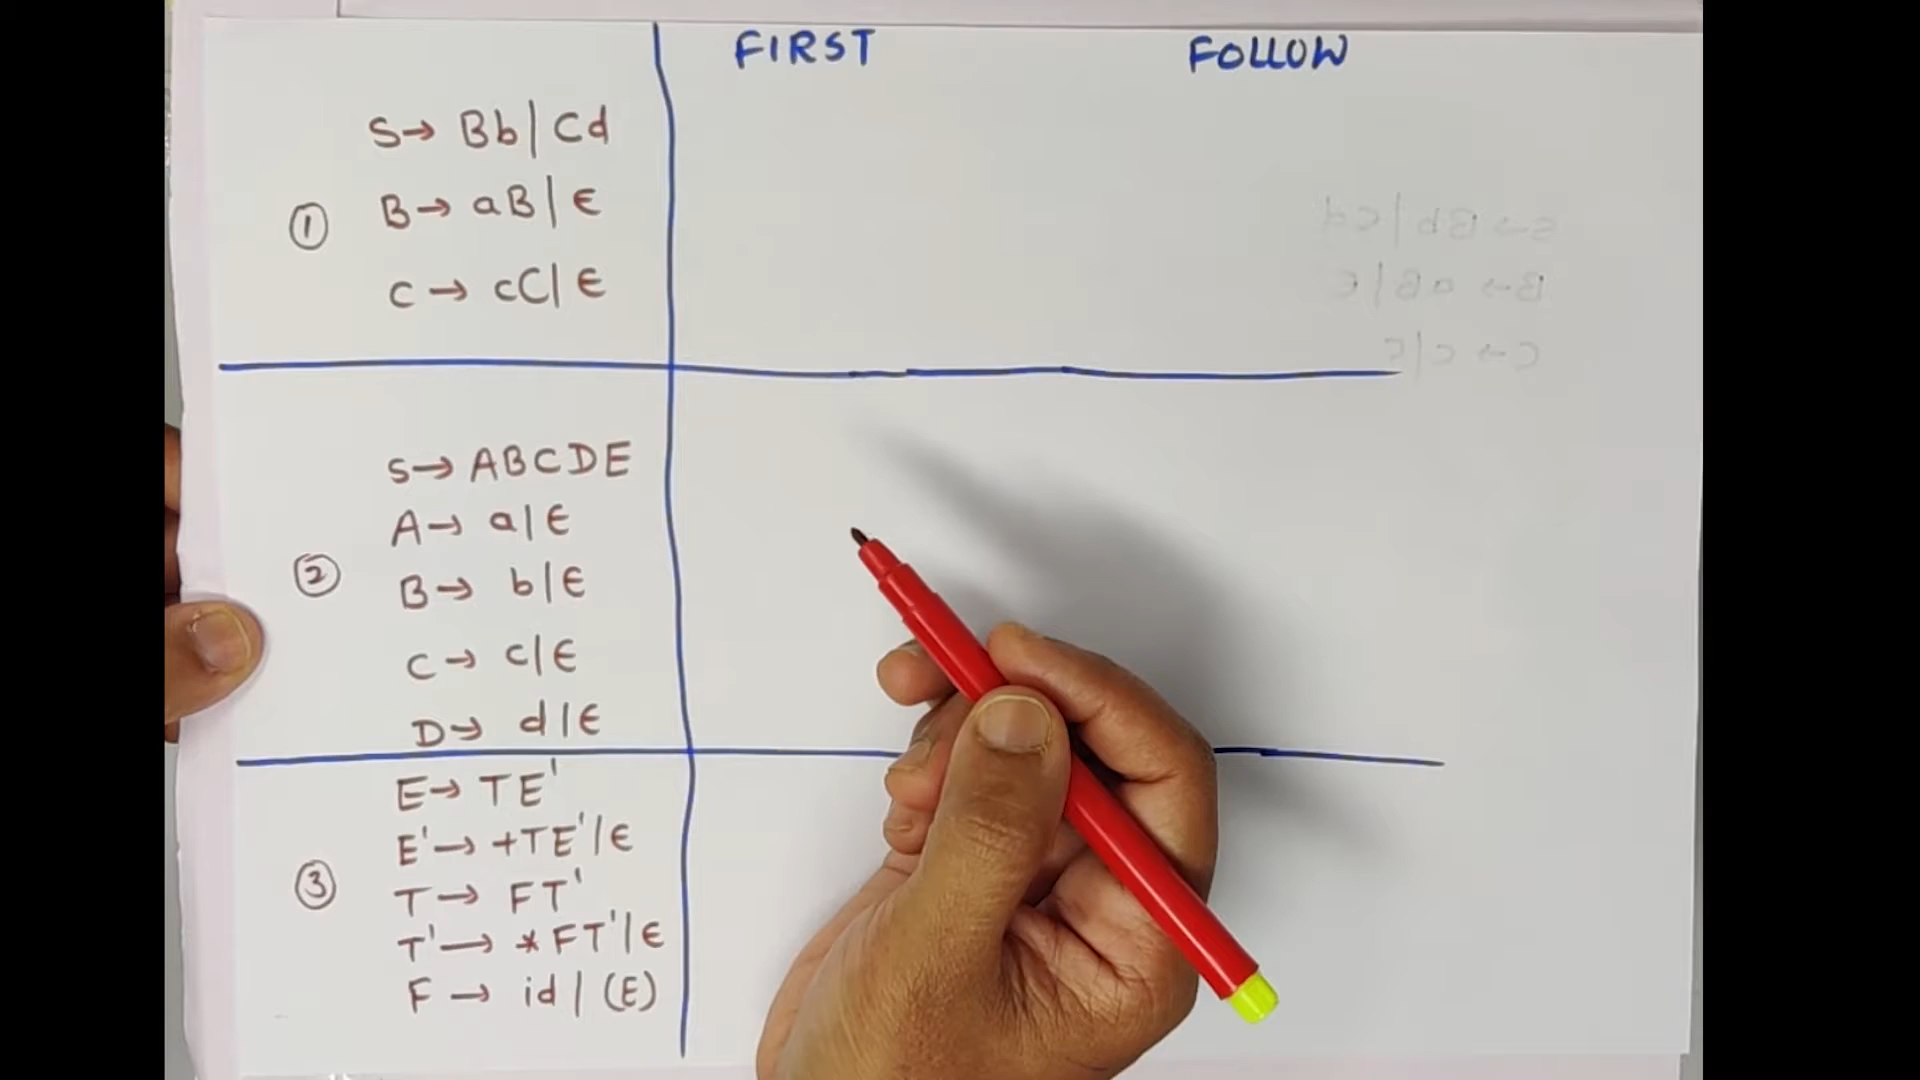 FIRST FOLLOW
S→ Bb|Cd
① B→ aB|ϵ
C→ cC|ϵ
S→ ABCDE
A→ a|ϵ
② B→ b|ϵ
C→ c|ϵ
D→ d|ϵ
E→ TE'
E'→ +TE'|ϵ
③ T→ FT'
T'→ *FT'|ϵ
F→ id|(E)